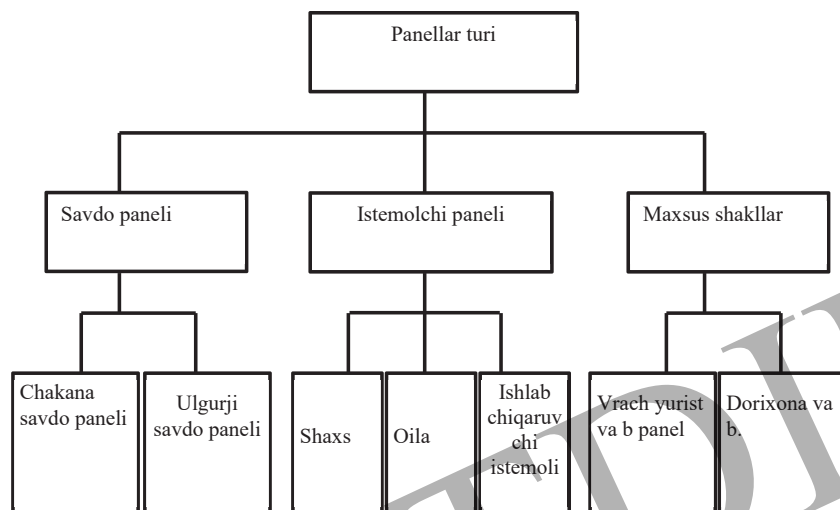 Panellar turi
Savdo paneli
Istemolchi paneli
Maxsus shakllar
Chakana
savdo paneli
Ulgurji
savdo paneli
Shaxs
Oila
Ishlab
chiqaruv
chi
istemoli
Vrach yurist
va b panel
Dorixona va
b.